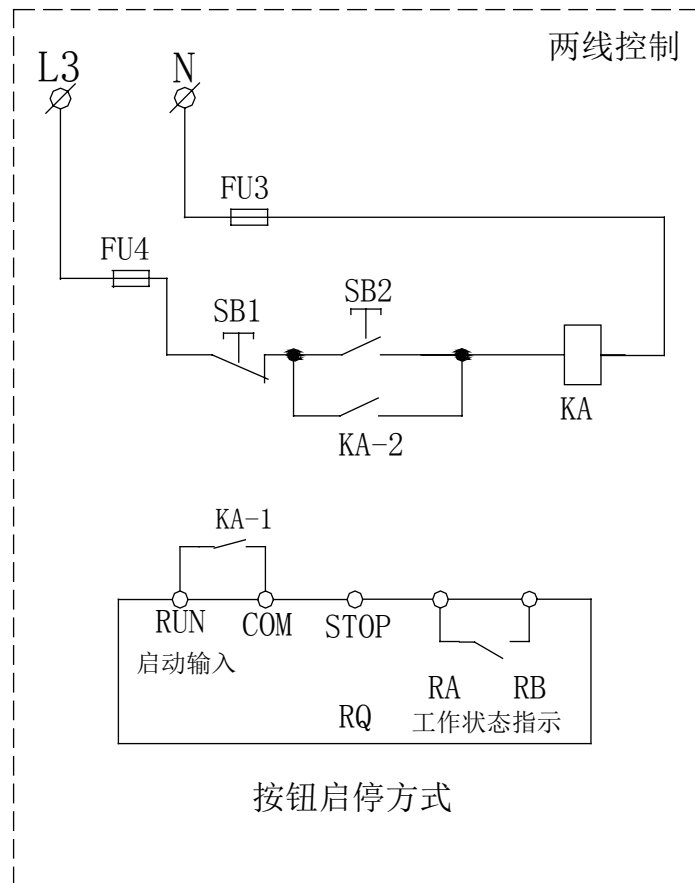 两线控制
L3
N
FU3
FU4
SB1
SB2
KA
KA-2
KA-1
RUN
COM
STOP
启动输入
RA
RB
RQ
工作状态指示
按钮启停方式